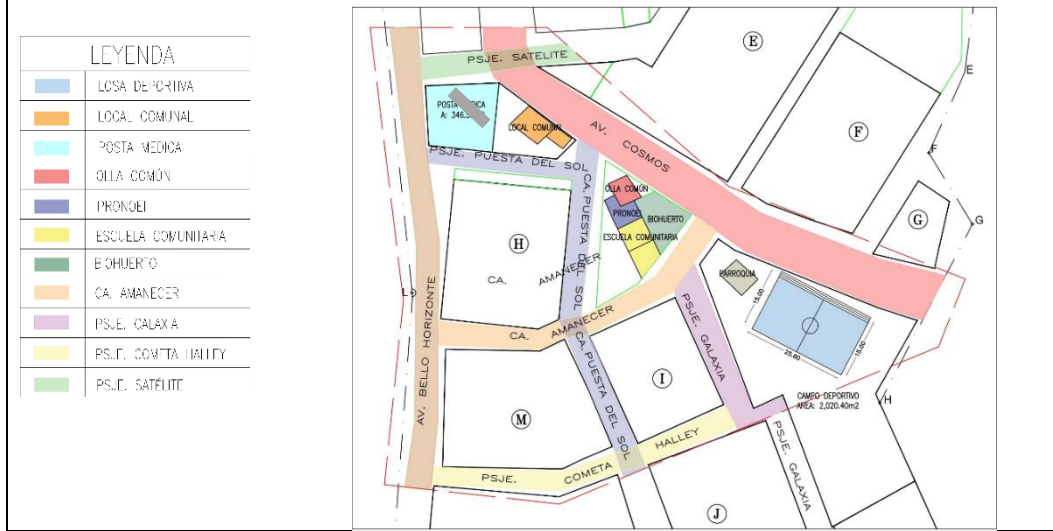 LEYENDA
LOSA DEPORTIVA
LOCAL COMUNAL
POSTA MEDICA
OLLA COMÚN
PRONOEI
ESCUELA COMUNITARIA
BIOHUERTO
CA. AMANECER
PSJE. GALAXIA
PSJE. COMETA HALLEY
PSJE. SATÉLITE
PSJE. SATELITE
E
F
E
F
G
G
H
AV. COSMOS
POSTA
A: 346.
LOCAL COMUNAL
PSJE. PUESTA DEL SOL
CA. PUESTA DEL SOL
OLLA COMÚN
PRONOEI
BIOHUERTO
ESCUELA COMUNITARIA
H
CA. AMANECER
PARROQUIA
15.00
25.60
15.00
L
AV. BELLO HORIZONTE
CA. AMANECER
CA. PUESTA DEL SOL
PSJE. GALAXIA
I
CAMPO DEPORTIVO
AREA: 2,020.40m2
M
PSJE. COMETA HALLEY
PSJE. GALAXIA
J